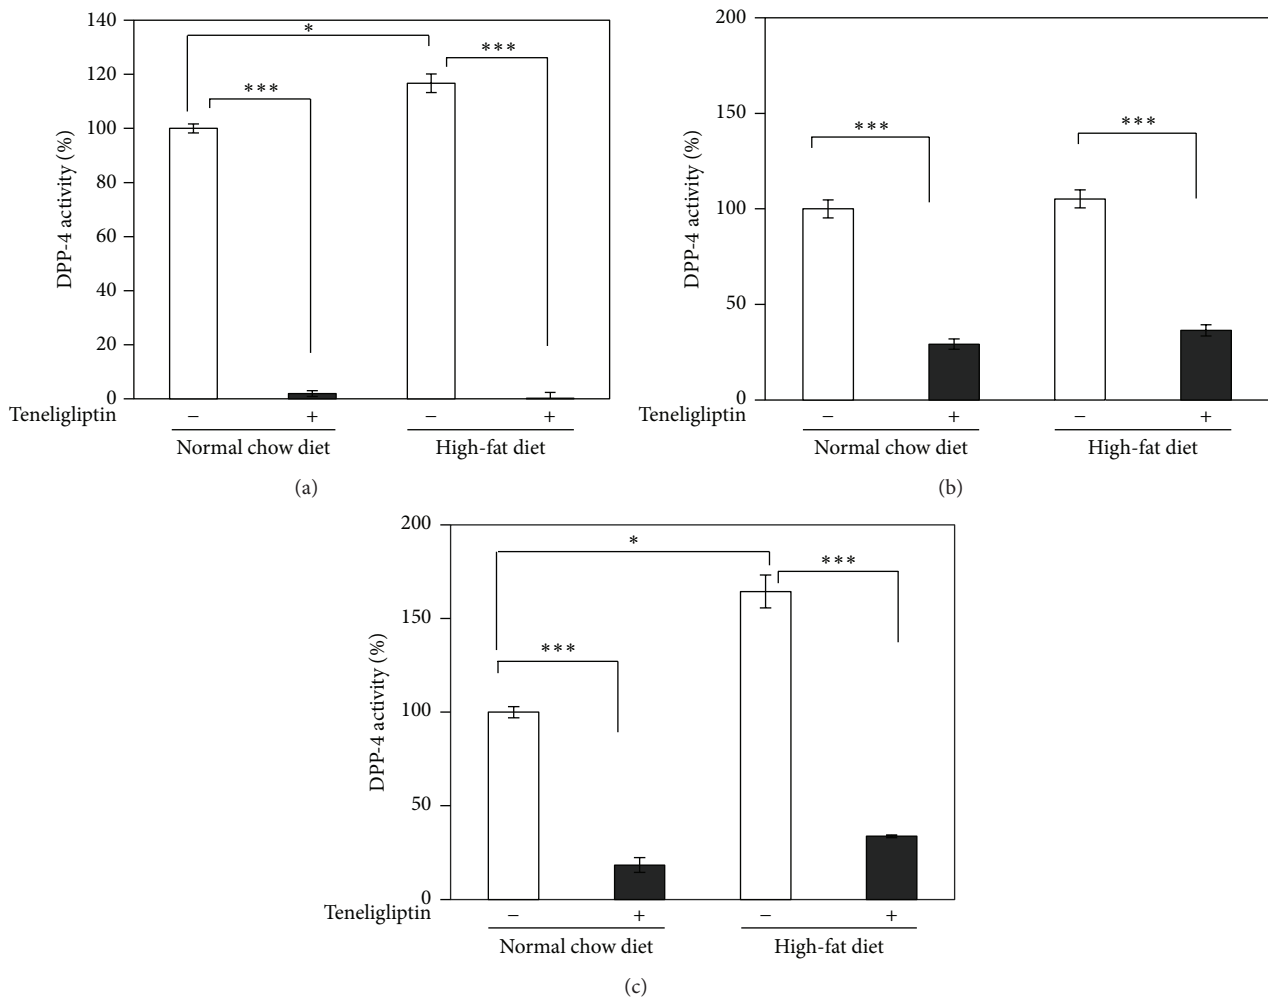 140
120
100
80
60
40
20
0
DPP-4 activity (%)
*
***
***
Teneligliptin − + − +
Normal chow diet High-fat diet
(a)
200
150
100
50
0
DPP-4 activity (%)
***
***
Teneligliptin − + − +
Normal chow diet High-fat diet
(b)
200
150
100
50
0
DPP-4 activity (%)
*
***
***
Teneligliptin − + − +
Normal chow diet High-fat diet
(c)